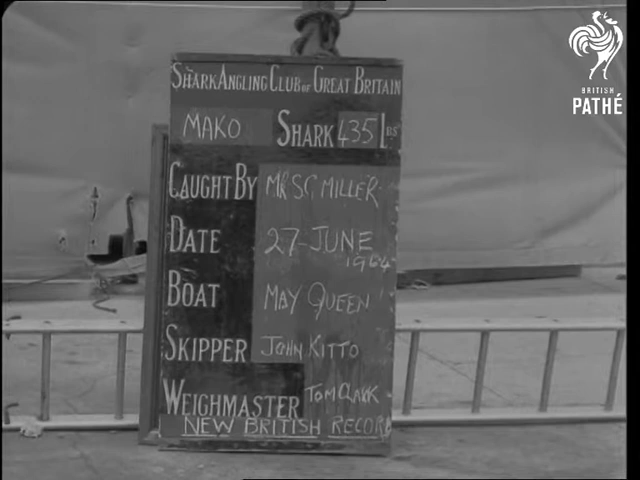 SHARK ANGLING CLUB OF GREAT BRITAIN
MAKO SHARK 435 LBS
CAUGHT BY MR SG MILLER
DATE 27-JUNE 1964
BOAT MAY QUEEN
SKIPPER JOHN KITTO
WEIGHMASTER TOM CLARK
NEW BRITISH RECORD
BRITISH
PATHÉ